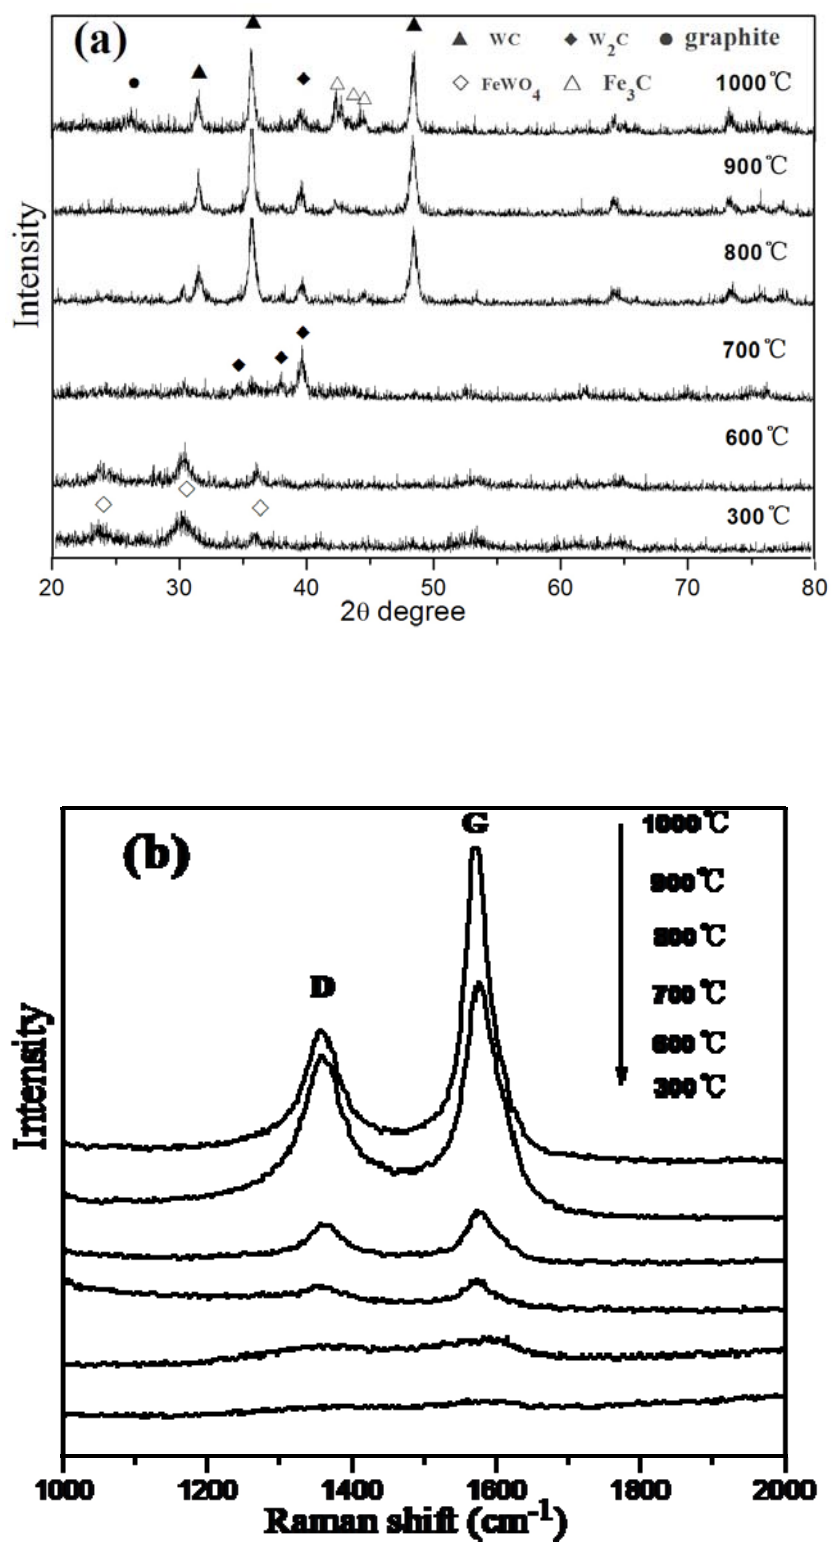 (a) ▲ WC ◆ W₂C ● graphite
◇ FeWO₄ △ Fe₃C 1000℃
900℃
800℃
700℃
600℃
300℃
Intensity
20 30 40 50 60 70 80
2θ degree
(b) G 1000℃
900℃
800℃
D 700℃
600℃
300℃
Intensity
1000 1200 1400 1600 1800 2000
Raman shift (cm⁻¹)